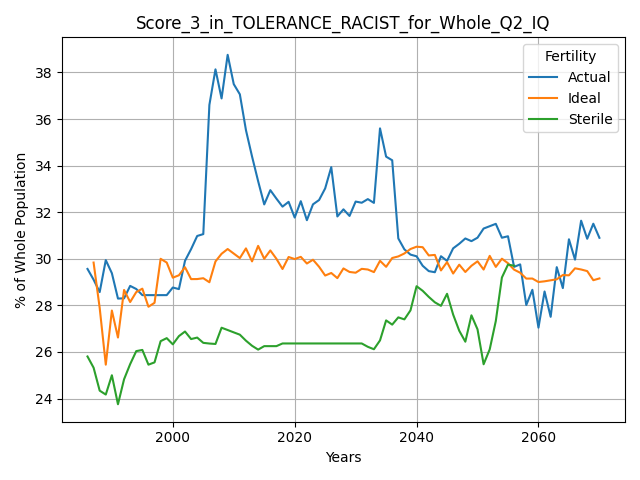 Score_3_in_TOLERANCE_RACIST_for_Whole_Q2_IQ
Fertility
Actual
Ideal
Sterile
% of Whole Population
38
36
34
32
30
28
26
24
2000
2020
2040
2060
Years